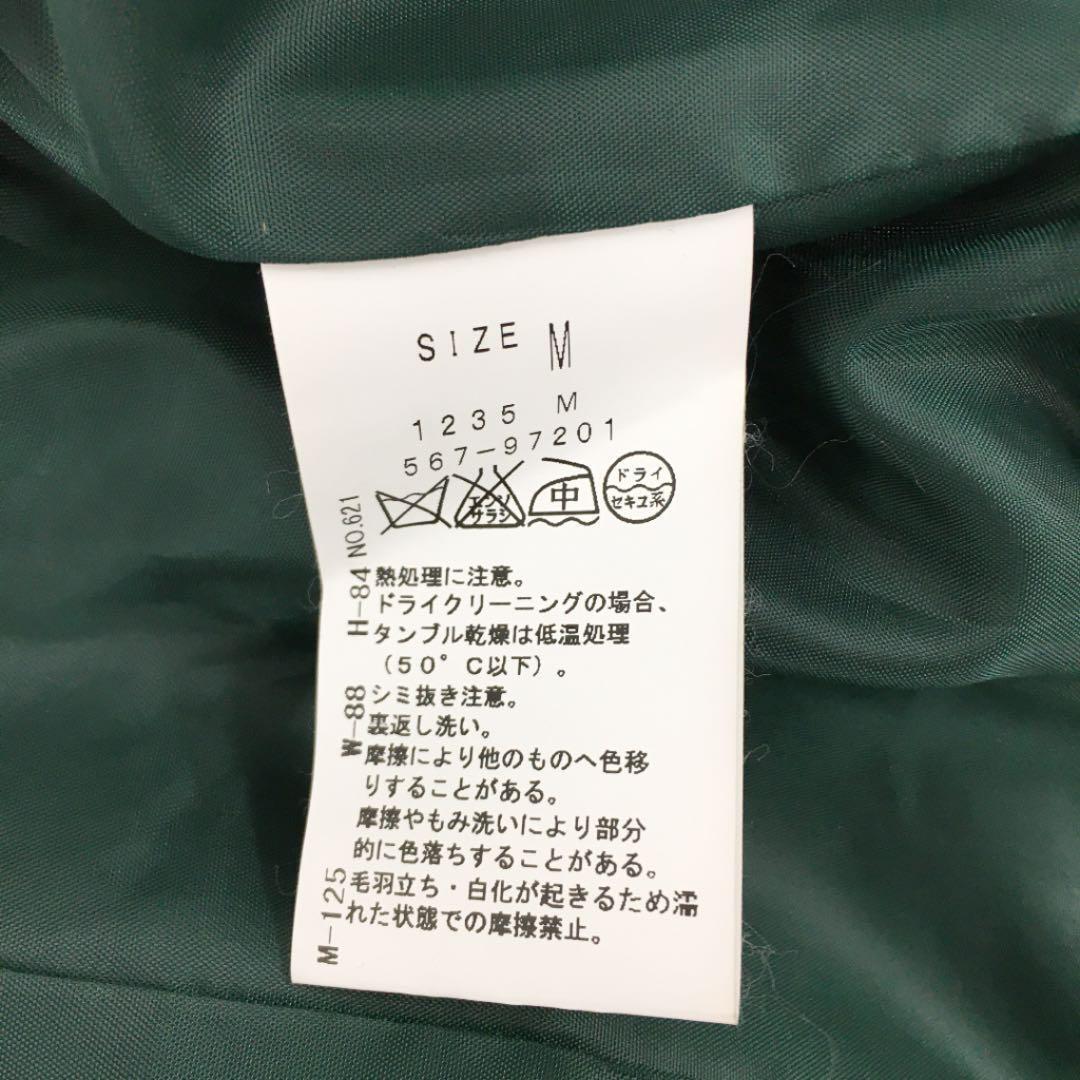 SIZE M
1235 M
567-97201
エンソ
サラシ
中
ドライ
セキユ系
熱処理に注意。
ドライクリーニングの場合、
タンブル乾燥は低温処理
(50°C以下)。
シミ抜き注意。
裏返し洗い。
摩擦により他のものへ色移
りすることがある。
摩擦やもみ洗いにより部分
的に色落ちすることがある。
毛羽立ち・白化が起きるため濡
れた状態での摩擦禁止。
M-125 W-88 H-84 NO.621